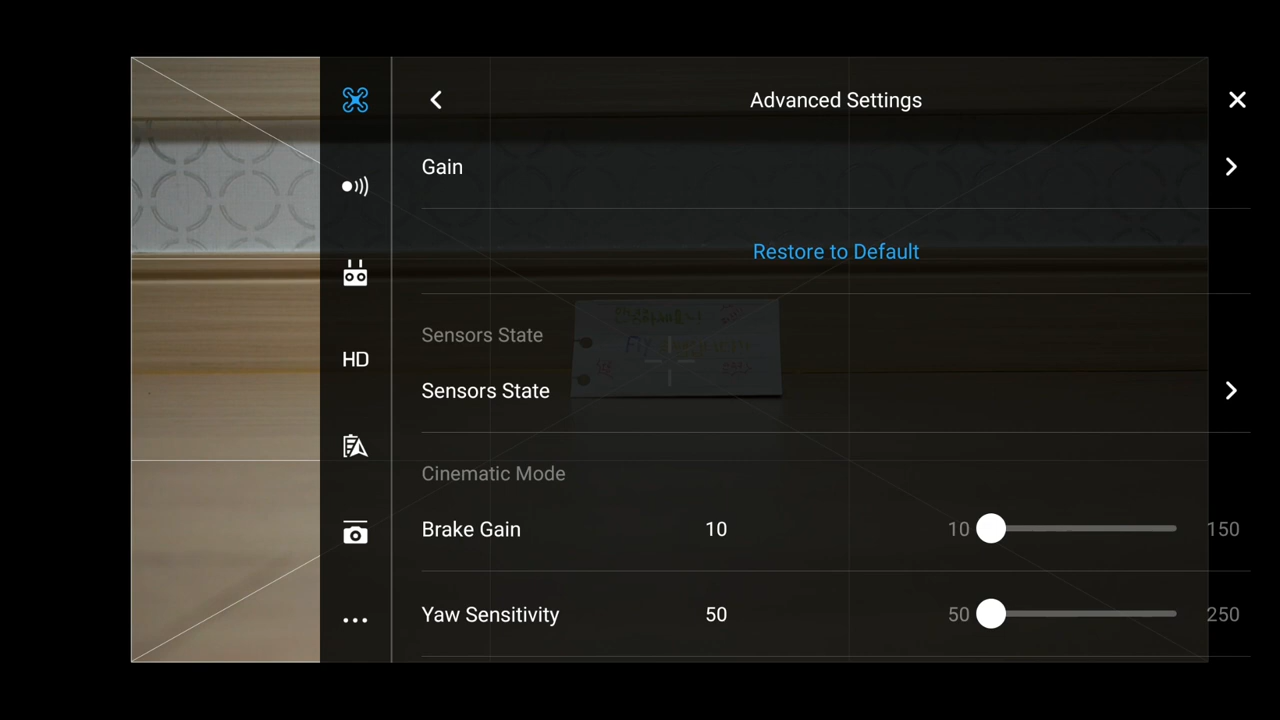 Advanced Settings
Gain
Restore to Default
Sensors State
Sensors State
HD
Cinematic Mode
Brake Gain 10 10 150
Yaw Sensitivity 50 50 250